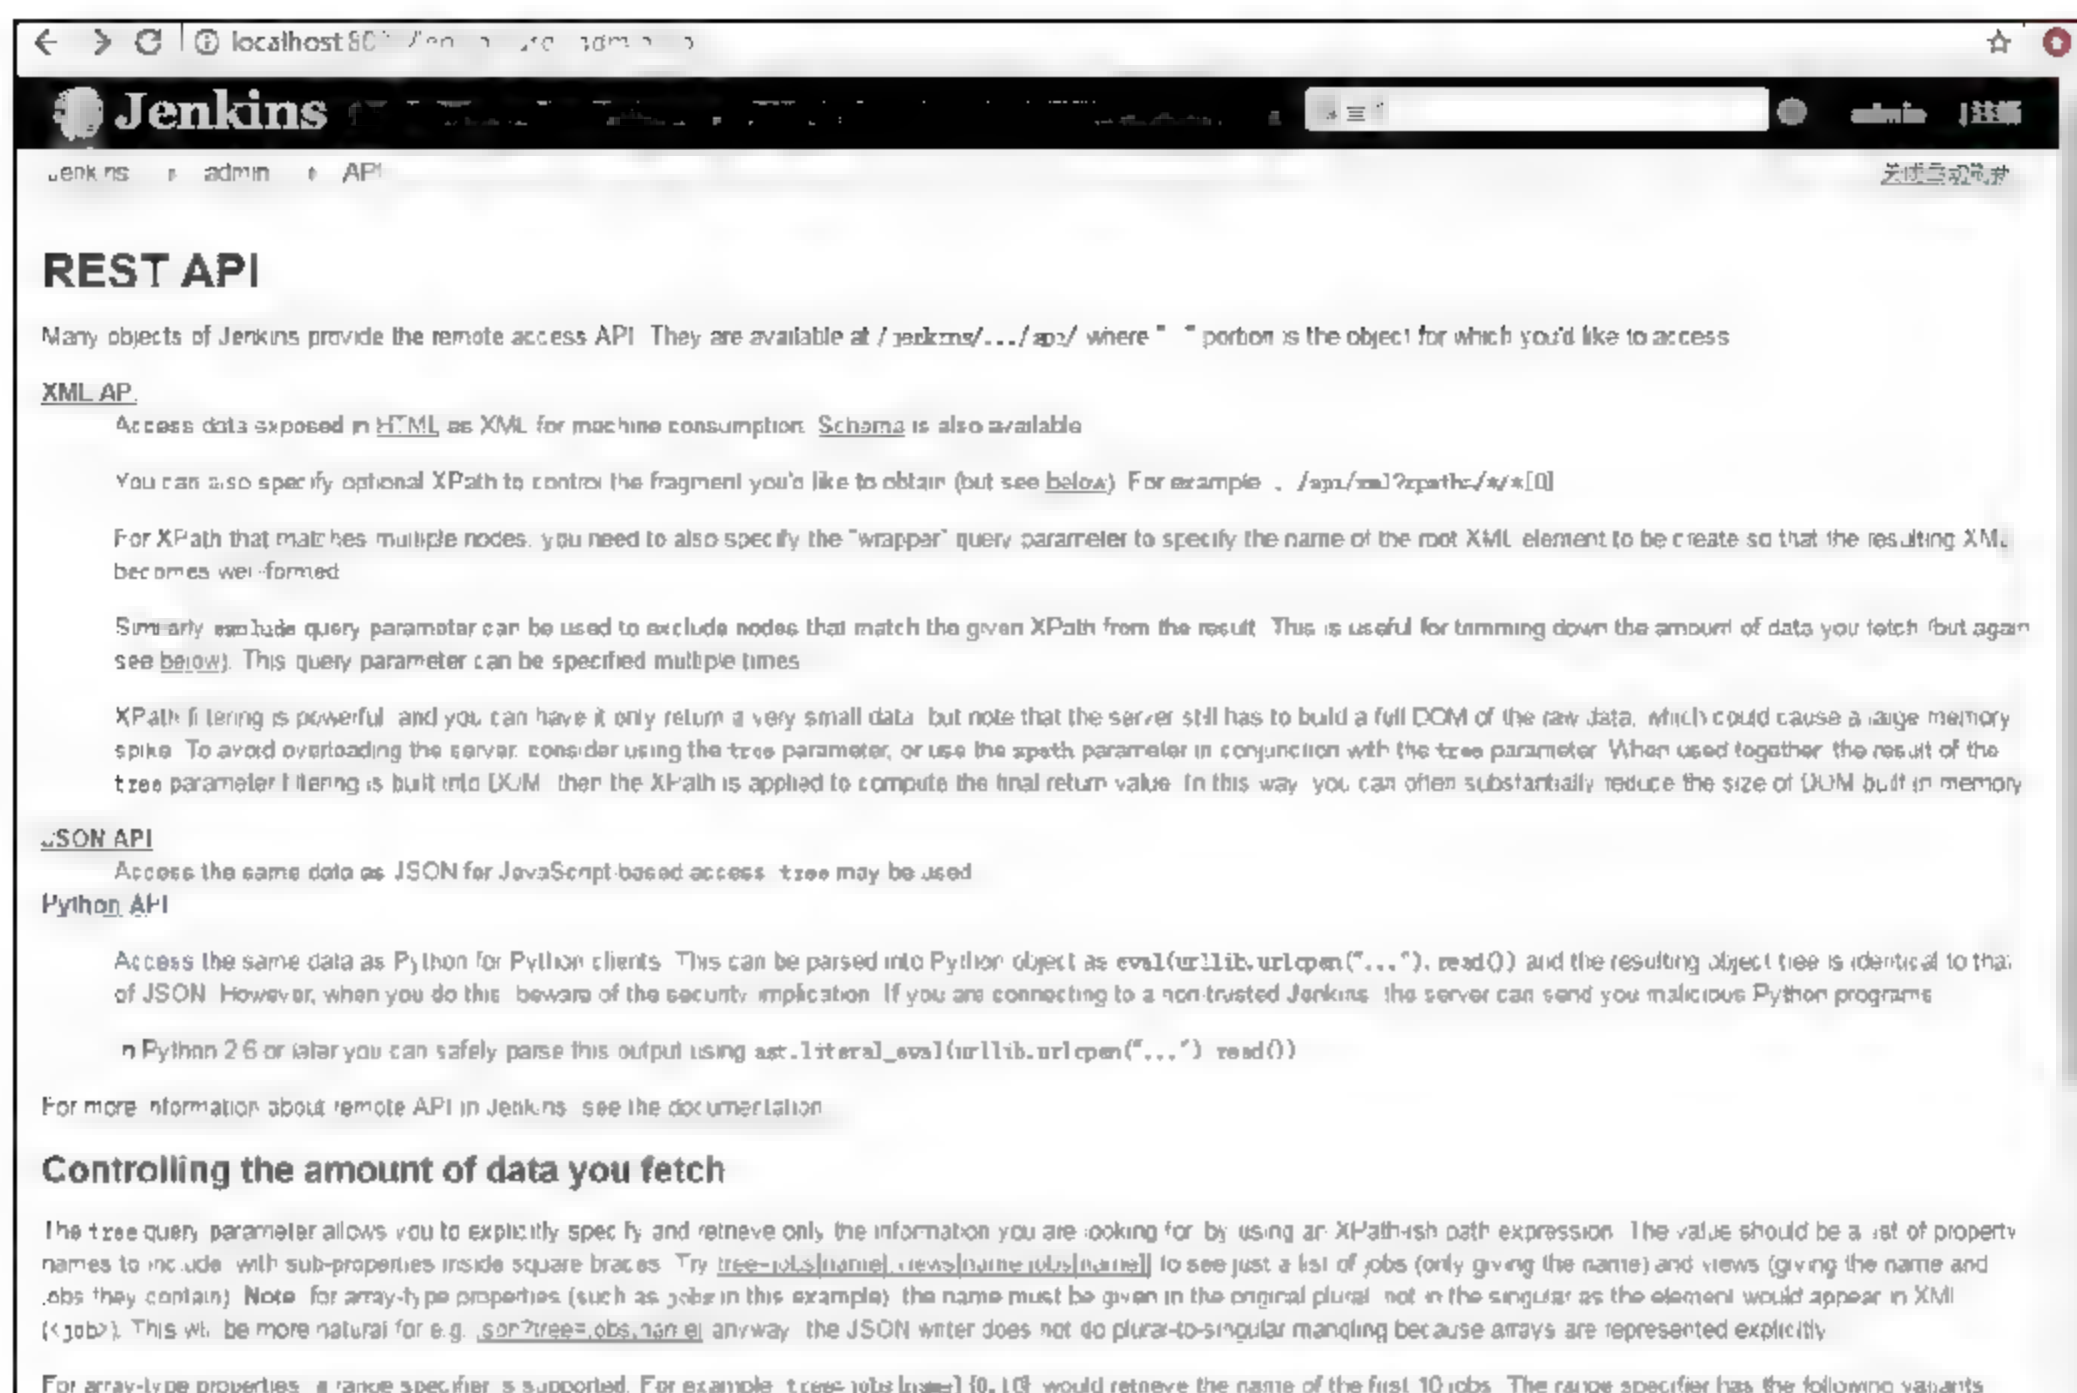 localhost
Jenkins
admin
Jenkins admin API
REST API
Many objects of Jenkins provide the remote access API They are available at /jenkins/.../api/ where " " portion is the object for which you'd like to access
XML API
Access data exposed in HTML as XML for machine consumption. Schema is also available
You can also specify optional XPath to control the fragment you'd like to obtain (but see below) For example . /api/xml?xpath=/*/*[0]
For XPath that matches multiple nodes, you need to also specify the "wrapper" query parameter to specify the name of the root XML element to be create so that the resulting XML
becomes well-formed
Similarly exclude query parameter can be used to exclude nodes that match the given XPath from the result This is useful for trimming down the amount of data you fetch (but again
see below). This query parameter can be specified multiple times
XPath filtering is powerful and you can have it only return a very small data but note that the server still has to build a full DOM of the raw data, which could cause a large memory
spike To avoid overloading the server, consider using the tree parameter, or use the xpath parameter in conjunction with the tree parameter When used together the result of the
tree parameter filtering is built into DOM then the XPath is applied to compute the final return value In this way you can often substantially reduce the size of DOM built in memory
JSON API
Access the same data as JSON for JavaScript-based access tree may be used
Python API
Access the same data as Python for Python clients This can be parsed into Python object as eval(urllib.urlopen("...").read()) and the resulting object tree is identical to that
of JSON However, when you do this beware of the security implication If you are connecting to a non-trusted Jenkins the server can send you malicious Python programs
In Python 2 6 or later you can safely parse this output using ast.literal_eval(urllib.urlopen("...") read())
For more information about remote API in Jenkins see the documentation
Controlling the amount of data you fetch
The tree query parameter allows you to explicitly specify and retrieve only the information you are looking for by using an XPath-ish path expression The value should be a list of property
names to include with sub-properties inside square braces Try tree=jobs[name],views[name,jobs[name]] to see just a list of jobs (only giving the name) and views (giving the name and
jobs they contain) Note for array-type properties (such as jobs in this example) the name must be given in the original plural not in the singular as the element would appear in XML
(<job>). This will be more natural for e.g. json?tree=jobs[name] anyway the JSON writer does not do plural-to-singular mangling because arrays are represented explicitly
For array-type properties a range specifier is supported. For example tree=jobs[name]{0,10} would retrieve the name of the first 10 jobs The range specifier has the following variants